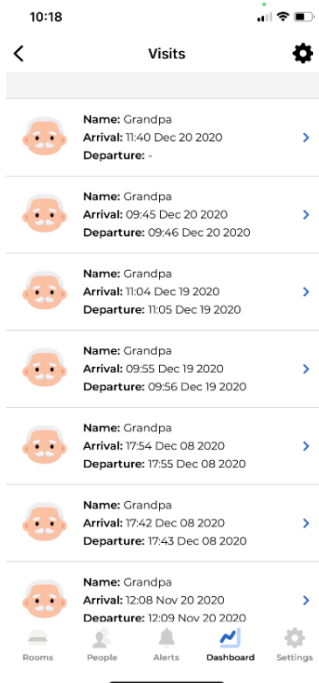 10:18
Visits
Name: Grandpa
Arrival: 11:40 Dec 20 2020
Departure: -
Name: Grandpa
Arrival: 09:45 Dec 20 2020
Departure: 09:46 Dec 20 2020
Name: Grandpa
Arrival: 11:04 Dec 19 2020
Departure: 11:05 Dec 19 2020
Name: Grandpa
Arrival: 09:55 Dec 19 2020
Departure: 09:56 Dec 19 2020
Name: Grandpa
Arrival: 17:54 Dec 08 2020
Departure: 17:55 Dec 08 2020
Name: Grandpa
Arrival: 17:42 Dec 08 2020
Departure: 17:43 Dec 08 2020
Name: Grandpa
Arrival: 12:08 Nov 20 2020
Departure: 12:09 Nov 20 2020
Rooms People Alerts Dashboard Settings